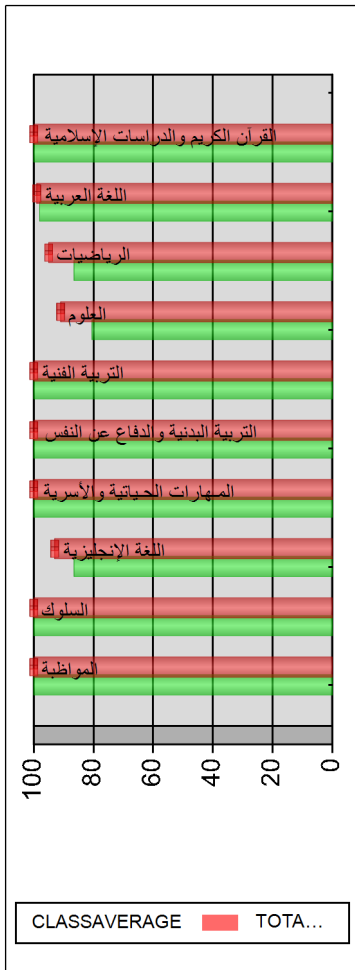 القرآن الكريم والدراسات الإسلامية
اللغة العربية
الرياضيات
العلوم
التربية الفنية
التربية البدنية والدفاع عن النفس
المهارات الحياتية والأسرية
اللغة الإنجليزية
السلوك
المواظبة
100
80
60
40
20
0
CLASSAVERAGE TOTA...